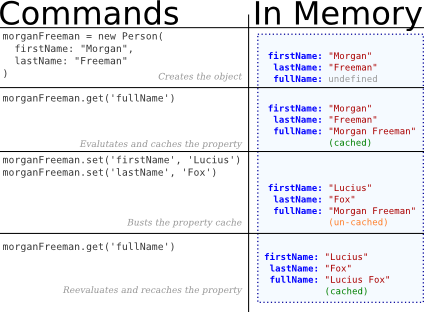 Commands
In Memory
morganFreeman = new Person(
firstName: "Morgan",
lastName: "Freeman"
)
Creates the object
firstName: "Morgan"
lastName: "Freeman"
fullName: undefined
morganFreeman.get('fullName')
Evalutates and caches the property
firstName: "Morgan"
lastName: "Freeman"
fullName: "Morgan Freeman"
(cached)
morganFreeman.set('firstName', 'Lucius')
morganFreeman.set('lastName', 'Fox')
Busts the property cache
firstName: "Lucius"
lastName: "Fox"
fullName: "Morgan Freeman"
(un-cached)
morganFreeman.get('fullName')
Reevaluates and recaches the property
firstName: "Lucius"
lastName: "Fox"
fullName: "Lucius Fox"
(cached)